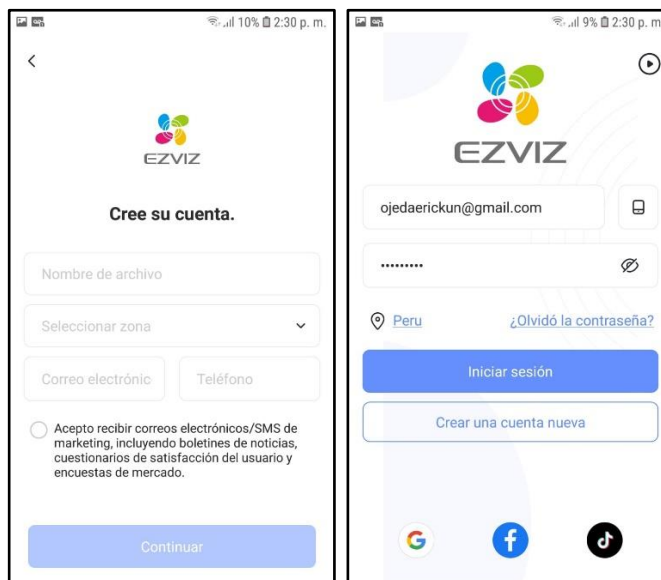 10% 2:30 p. m.
EZVIZ
Cree su cuenta.
Nombre de archivo
Seleccionar zona
Correo electrónic
Teléfono
Acepto recibir correos electrónicos/SMS de
marketing, incluyendo boletines de noticias,
cuestionarios de satisfacción del usuario y
encuestas de mercado.
Continuar
9% 2:30 p. m
EZVIZ
ojedaerickun@gmail.com
•••••••••
Peru
¿Olvidó la contraseña?
Iniciar sesión
Crear una cuenta nueva